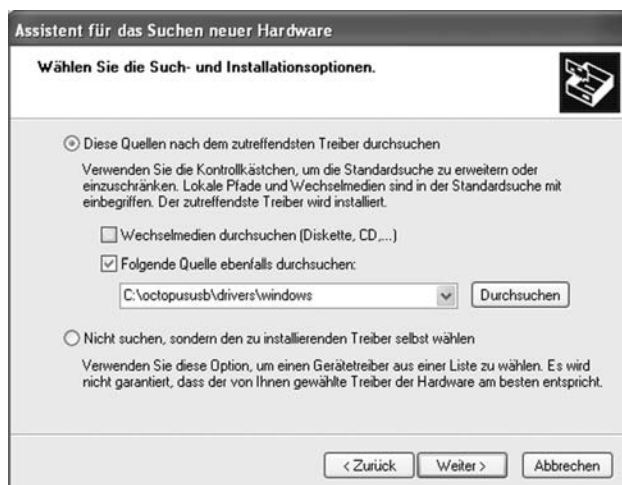 Assistent für das Suchen neuer Hardware
Wählen Sie die Such- und Installationsoptionen.
Diese Quellen nach dem zutreffendsten Treiber durchsuchen
Verwenden Sie die Kontrollkästchen, um die Standardsuche zu erweitern oder
einzuschränken. Lokale Pfade und Wechselmedien sind in der Standardsuche mit
einbegriffen. Der zutreffendste Treiber wird installiert.
Wechselmedien durchsuchen (Diskette, CD,...)
Folgende Quelle ebenfalls durchsuchen:
C:\octopususb\drivers\windows Durchsuchen
Nicht suchen, sondern den zu installierenden Treiber selbst wählen
Verwenden Sie diese Option, um einen Gerätetreiber aus einer Liste zu wählen. Es wird
nicht garantiert, dass der von Ihnen gewählte Treiber der Hardware am besten entspricht.
< Zurück Weiter > Abbrechen